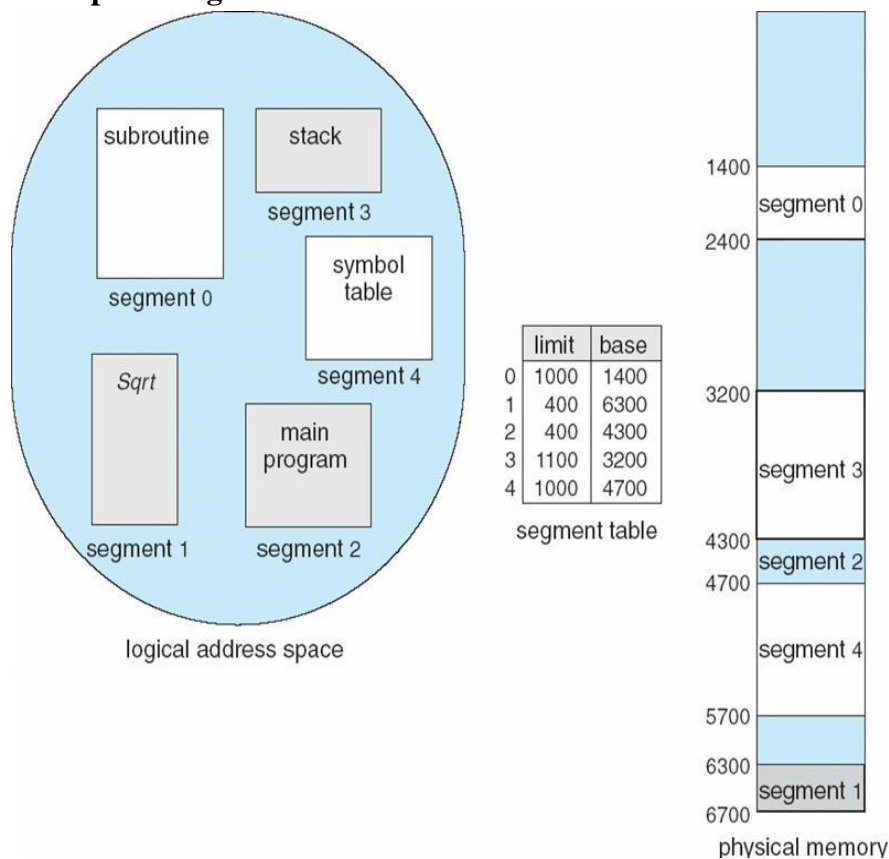 subroutine
stack
segment 3
symbol
table
segment 0
segment 4
Sqrt
main
program
segment 1
segment 2
logical address space
limit base
0 1000 1400
1 400 6300
2 400 4300
3 1100 3200
4 1000 4700
segment table
1400
segment 0
2400
3200
segment 3
4300
segment 2
4700
segment 4
5700
6300
segment 1
6700
physical memory